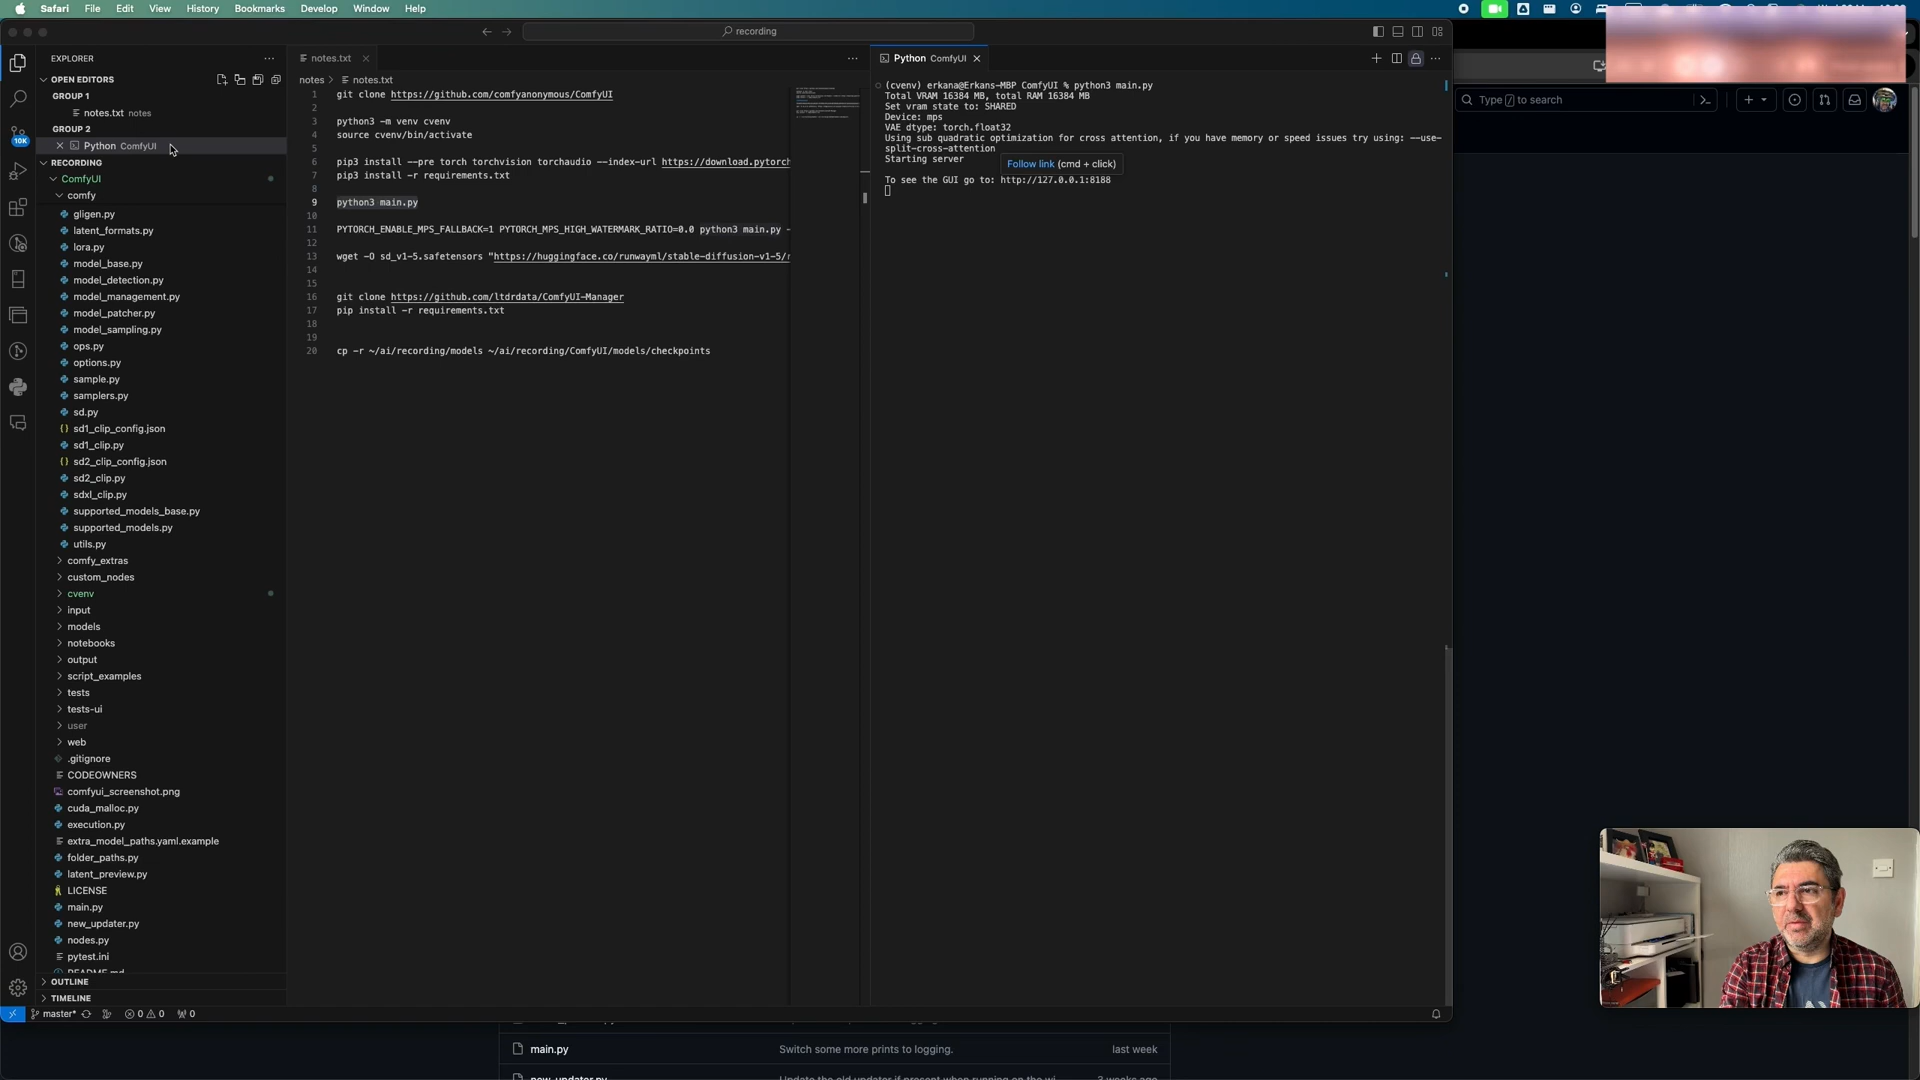 Safari File Edit View History Bookmarks Develop Window Help
recording
EXPLORER
OPEN EDITORS
GROUP 1
notes.txt notes
GROUP 2
Python ComfyUI
RECORDING
ComfyUI
comfy
gligen.py
latent_formats.py
lora.py
model_base.py
model_detection.py
model_management.py
model_patcher.py
model_sampling.py
ops.py
options.py
sample.py
samplers.py
sd.py
sd1_clip_config.json
sd1_clip.py
sd2_clip_config.json
sd2_clip.py
sdxl_clip.py
supported_models_base.py
supported_models.py
utils.py
comfy_extras
custom_nodes
cvenv
input
models
notebooks
output
script_examples
tests
tests-ui
user
web
.gitignore
CODEOWNERS
comfyui_screenshot.png
cuda_malloc.py
execution.py
extra_model_paths.yaml.example
folder_paths.py
latent_preview.py
LICENSE
main.py
new_updater.py
nodes.py
pytest.ini
OUTLINE
TIMELINE
10K
master* 0 0 0
notes.txt
notes > notes.txt
1 git clone https://github.com/comfyanonymous/ComfyUI
2
3 python3 -m venv cvenv
4 source cvenv/bin/activate
5
6 pip3 install --pre torch torchvision torchaudio --index-url https://download.pytorch
7 pip3 install -r requirements.txt
8
9 python3 main.py
10
11 PYTORCH_ENABLE_MPS_FALLBACK=1 PYTORCH_MPS_HIGH_WATERMARK_RATIO=0.0 python3 main.py -
12
13 wget -O sd_v1-5.safetensors "https://huggingface.co/runwayml/stable-diffusion-v1-5/r
14
15
16 git clone https://github.com/ltdrdata/ComfyUI-Manager
17 pip install -r requirements.txt
18
19
20 cp -r ~/ai/recording/models ~/ai/recording/ComfyUI/models/checkpoints
Python ComfyUI
(cvenv) erkana@Erkans-MBP ComfyUI % python3 main.py
Total VRAM 16384 MB, total RAM 16384 MB
Set vram state to: SHARED
Device: mps
VAE dtype: torch.float32
Using sub quadratic optimization for cross attention, if you have memory or speed issues try using: --use-
split-cross-attention
Starting server
Follow link (cmd + click)
To see the GUI go to: http://127.0.0.1:8188
Type / to search
main.py Switch some more prints to logging. last week